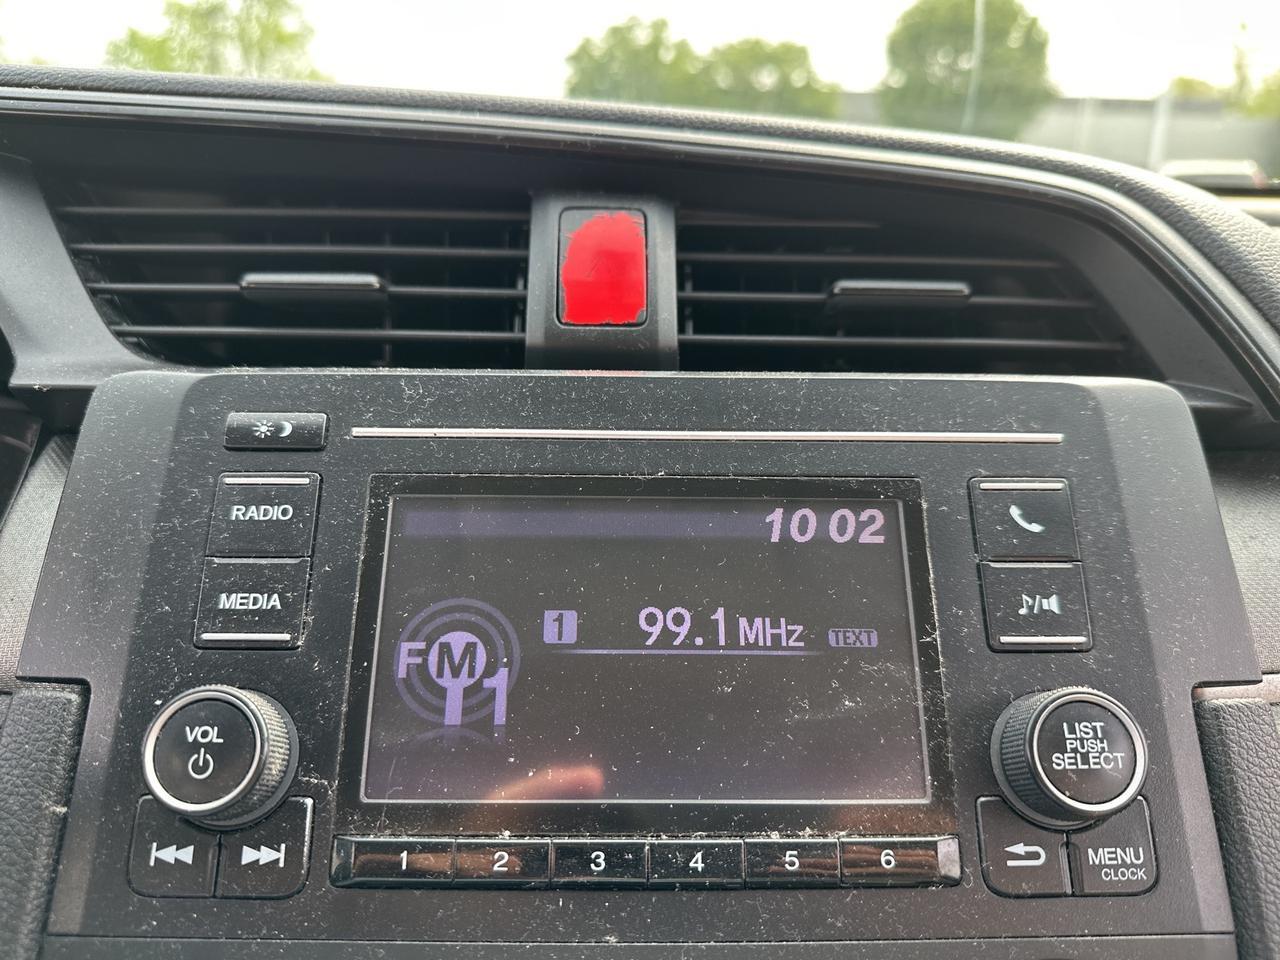 RADIO
MEDIA
VOL
10 02
FM
1
1
99.1 MHz
TEXT
LIST
PUSH
SELECT
1 2 3 4 5 6
MENU
CLOCK